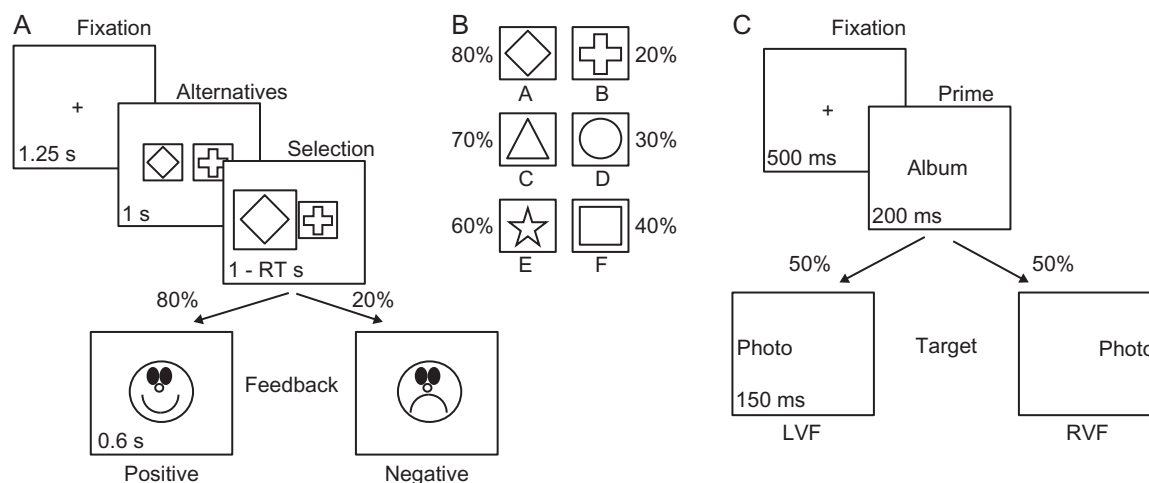 A
Fixation
+
1.25 s
Alternatives
1 s
Selection
1 - RT s
80%
20%
Feedback
0.6 s
Positive
Negative
B
80%
20%
A
B
70%
30%
C
D
60%
40%
E
F
C
Fixation
+
500 ms
Prime
Album
200 ms
50%
50%
Photo
Target
Photo
150 ms
LVF
RVF